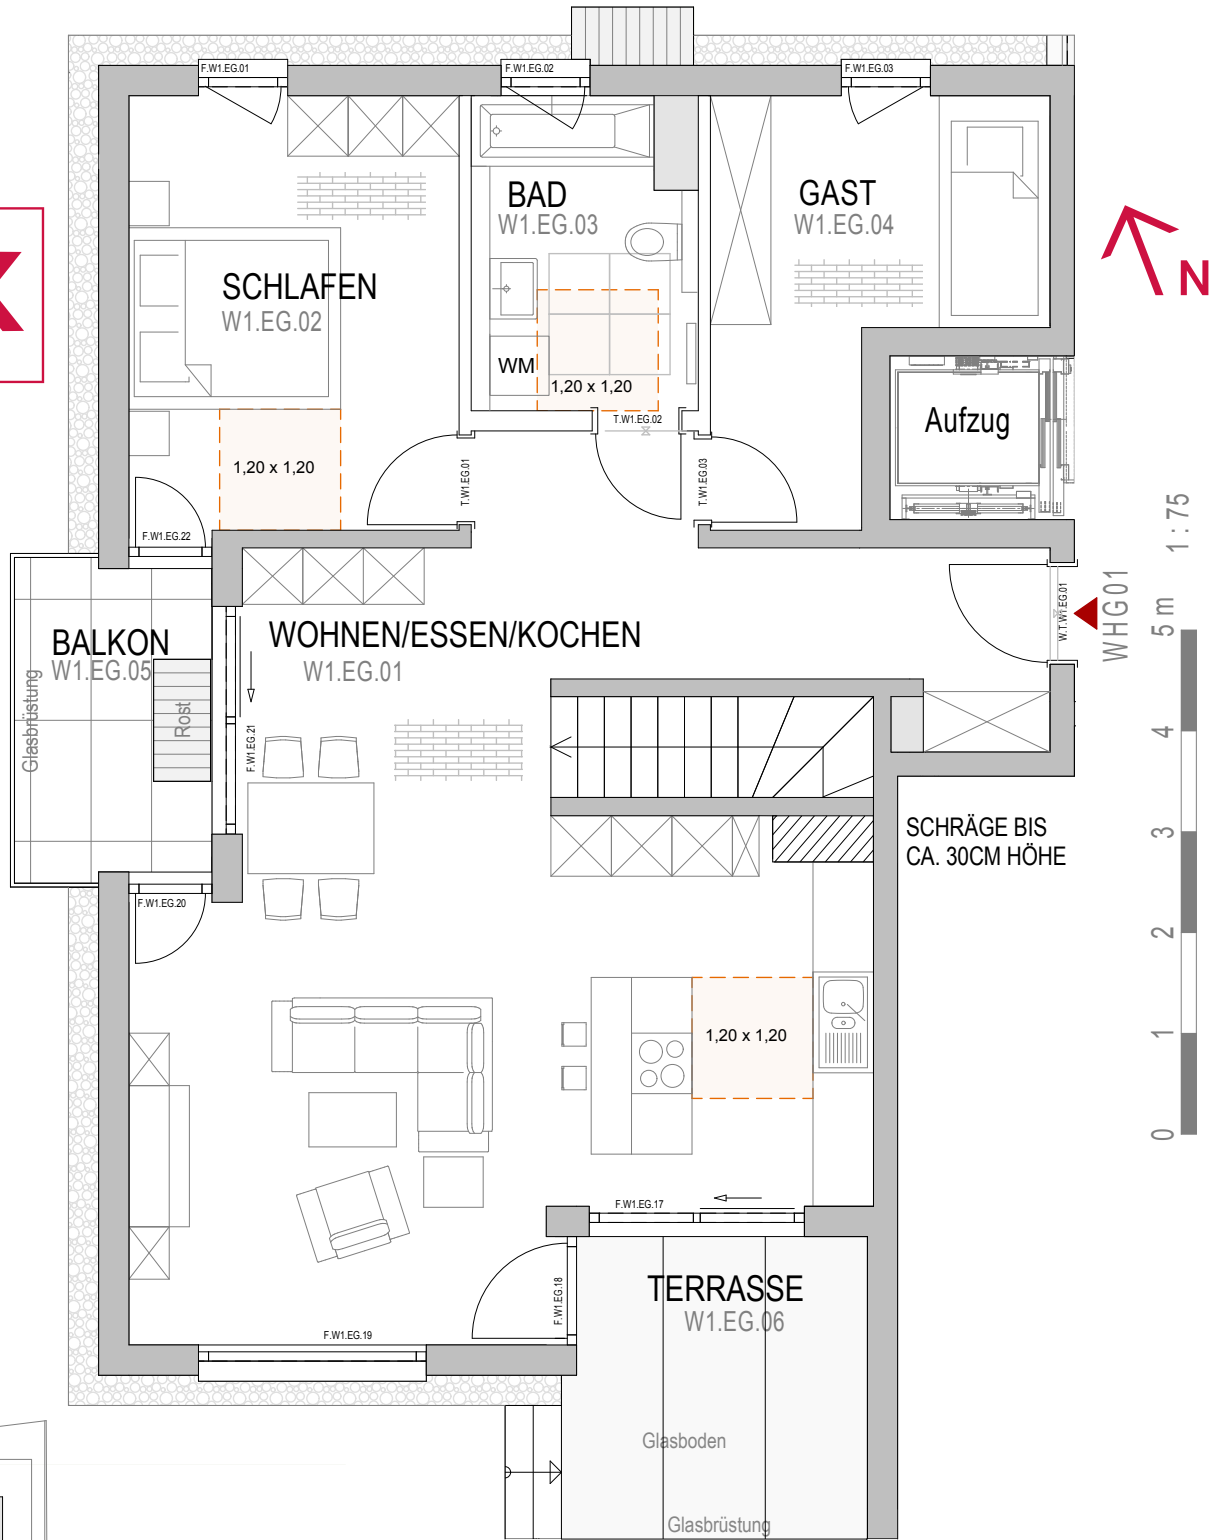 F.W1.EG.01
F.W1.EG.02
F.W1.EG.03
BAD
W1.EG.03
GAST
W1.EG.04
N
SCHLAFEN
W1.EG.02
WM
1,20 x 1,20
T.W1.EG.02
Aufzug
1,20 x 1,20
T.W1.EG.01
T.W1.EG.03
F.W1.EG.22
1:75
W.T.W1.EG.01
WHG01
5 m
BALKON
W1.EG.05
Glasbrüstung
Rost
WOHNEN/ESSEN/KOCHEN
W1.EG.01
F.W1.EG.21
4
SCHRÄGE BIS
CA. 30CM HÖHE
3
F.W1.EG.20
2
1,20 x 1,20
1
0
F.W1.EG.17
F.W1.EG.18
TERRASSE
W1.EG.06
F.W1.EG.19
Glasboden
Glasbrüstung